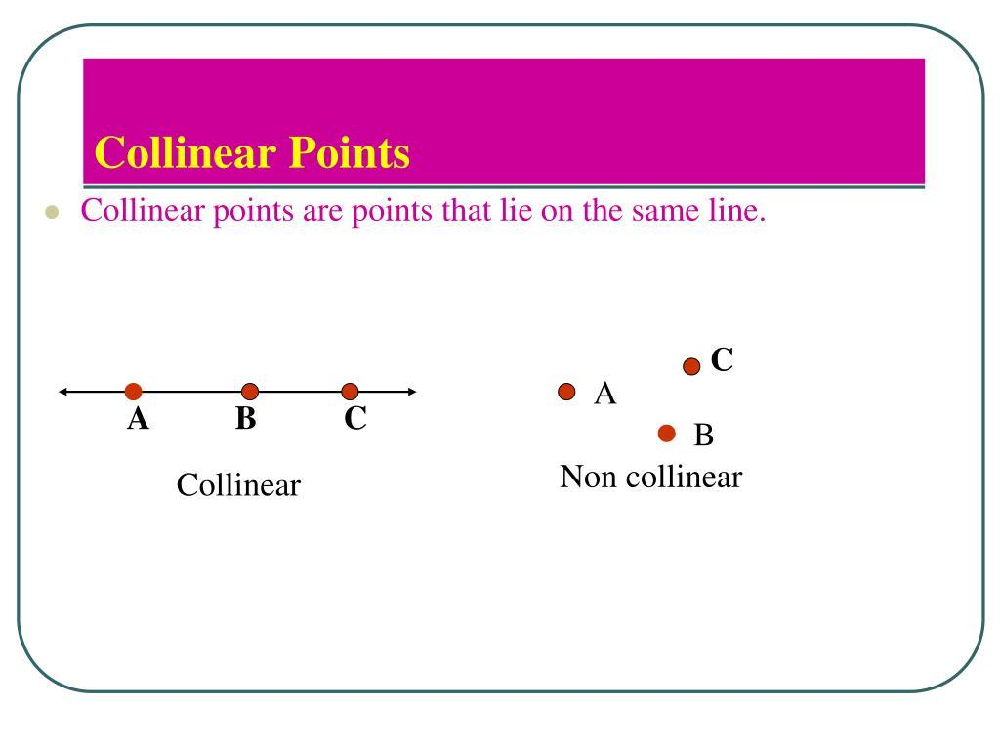 Collinear Points
Collinear points are points that lie on the same line.
A B C
Collinear
C
A
B
Non collinear